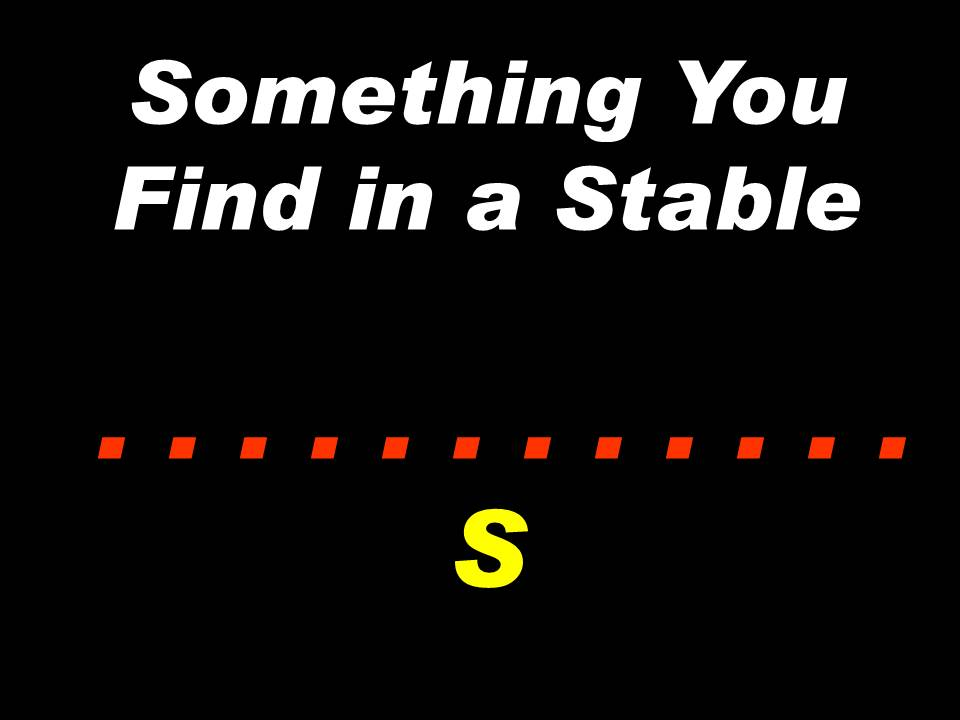 Something You
Find in a Stable
. . . . . . . . . . . .
S